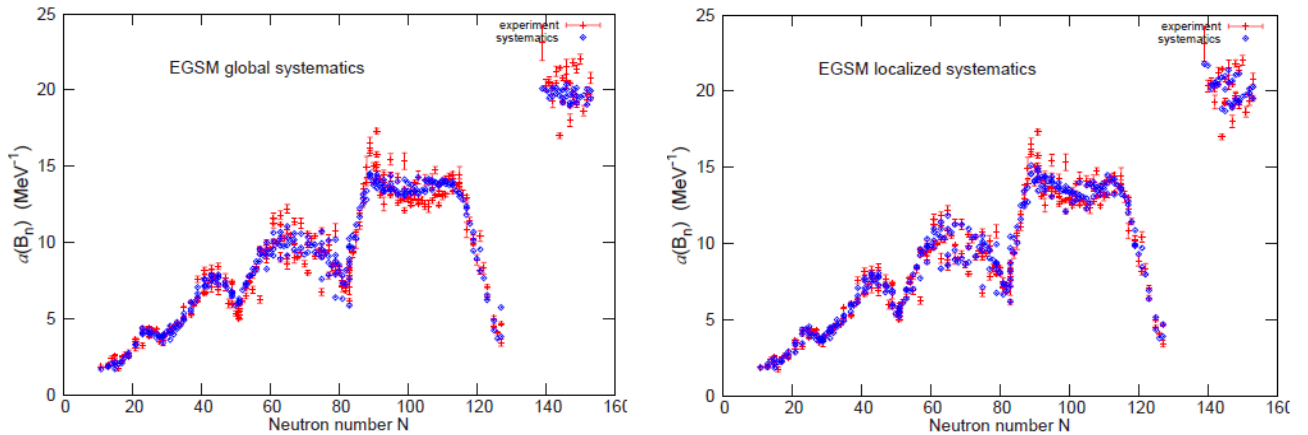 25
20
15
10
5
0
a(Bn) (MeV⁻¹)
EGSM global systematics
experiment
systematics
0 20 40 60 80 100 120 140 160
Neutron number N
25
20
15
10
5
0
a(Bn) (MeV⁻¹)
EGSM localized systematics
experiment
systematics
0 20 40 60 80 100 120 140 160
Neutron number N